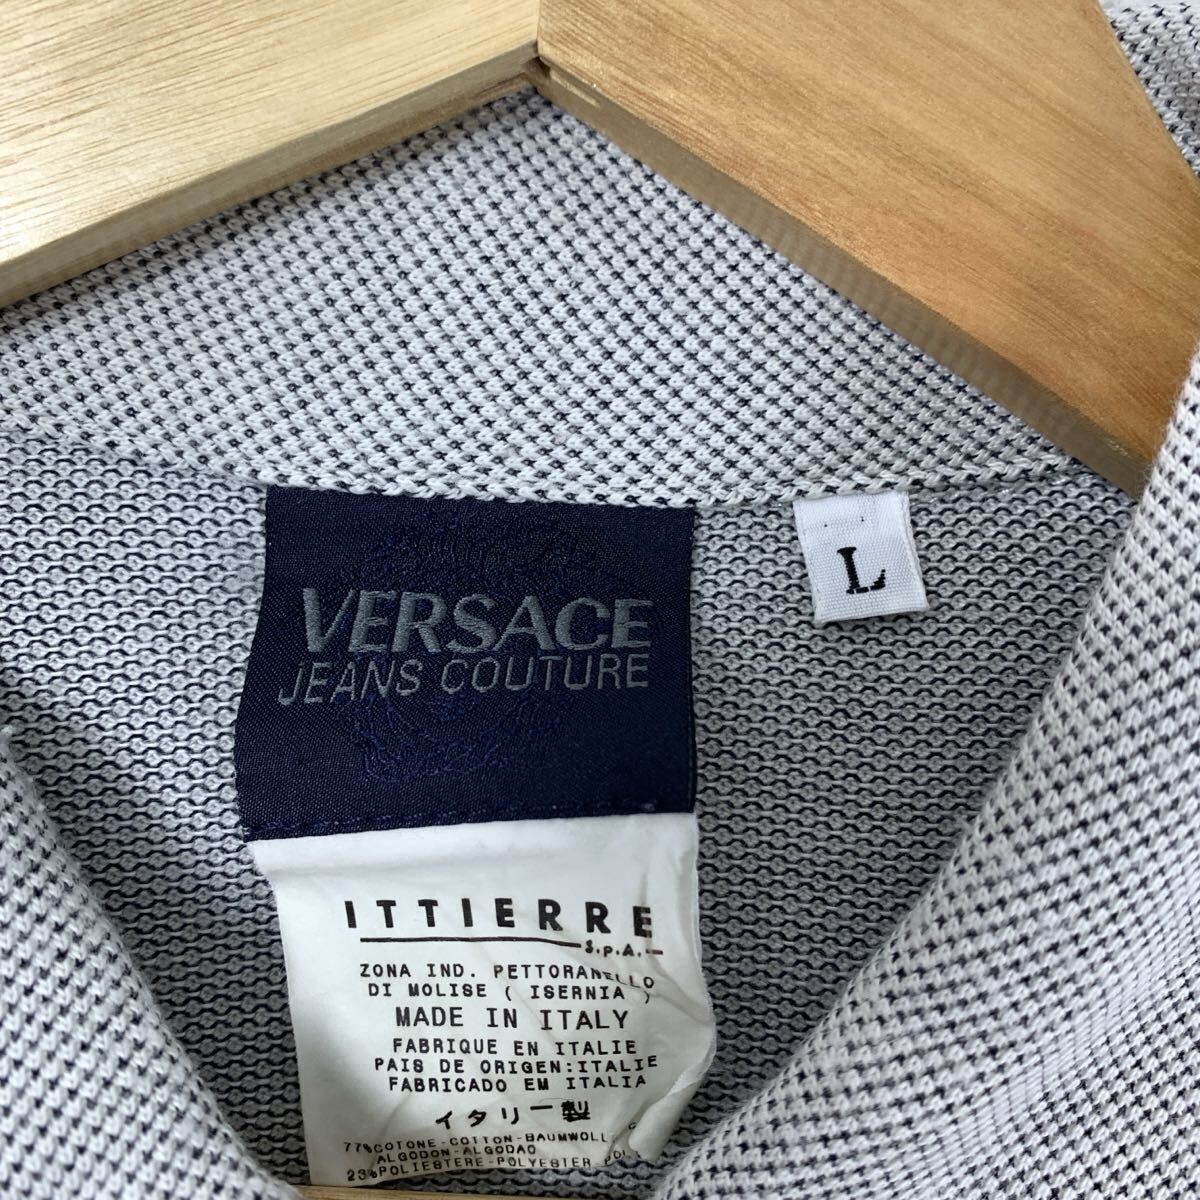 VERSACE
JEANS COUTURE
L
ITTIERRE
S.p.A.
ZONA IND. PETTORANELLO
DI MOLISE ( ISERNIA )
MADE IN ITALY
FABRIQUE EN ITALIE
PAIS DE ORIGEN:ITALIE
FABRICADO EM ITALIA
イタリー製
77%COTONE-COTTON-BAUMWOLL
ALGODON-ALGODAO
23%POLIESTERE-POLYESTER